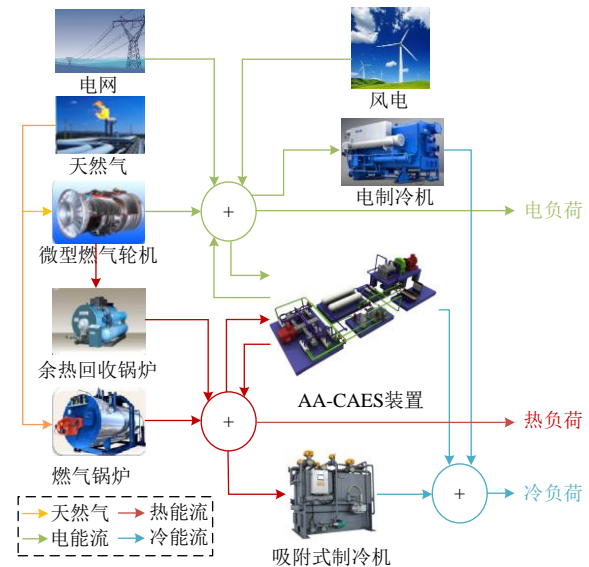 电网
风电
天然气
电制冷机
+
电负荷
微型燃气轮机
余热回收锅炉
AA-CAES装置
+
热负荷
燃气锅炉
+
冷负荷
天然气
热能流
电能流
冷能流
吸附式制冷机